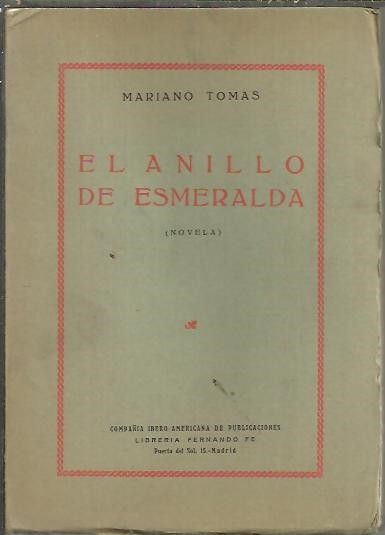 MARIANO TOMAS
EL ANILLO
DE ESMERALDA
(NOVELA)
COMPAÑIA IBERO-AMERICANA DE PUBLICACIONES
LIBRERIA FERNANDO FE
Puerta del Sol, 15.-Madrid